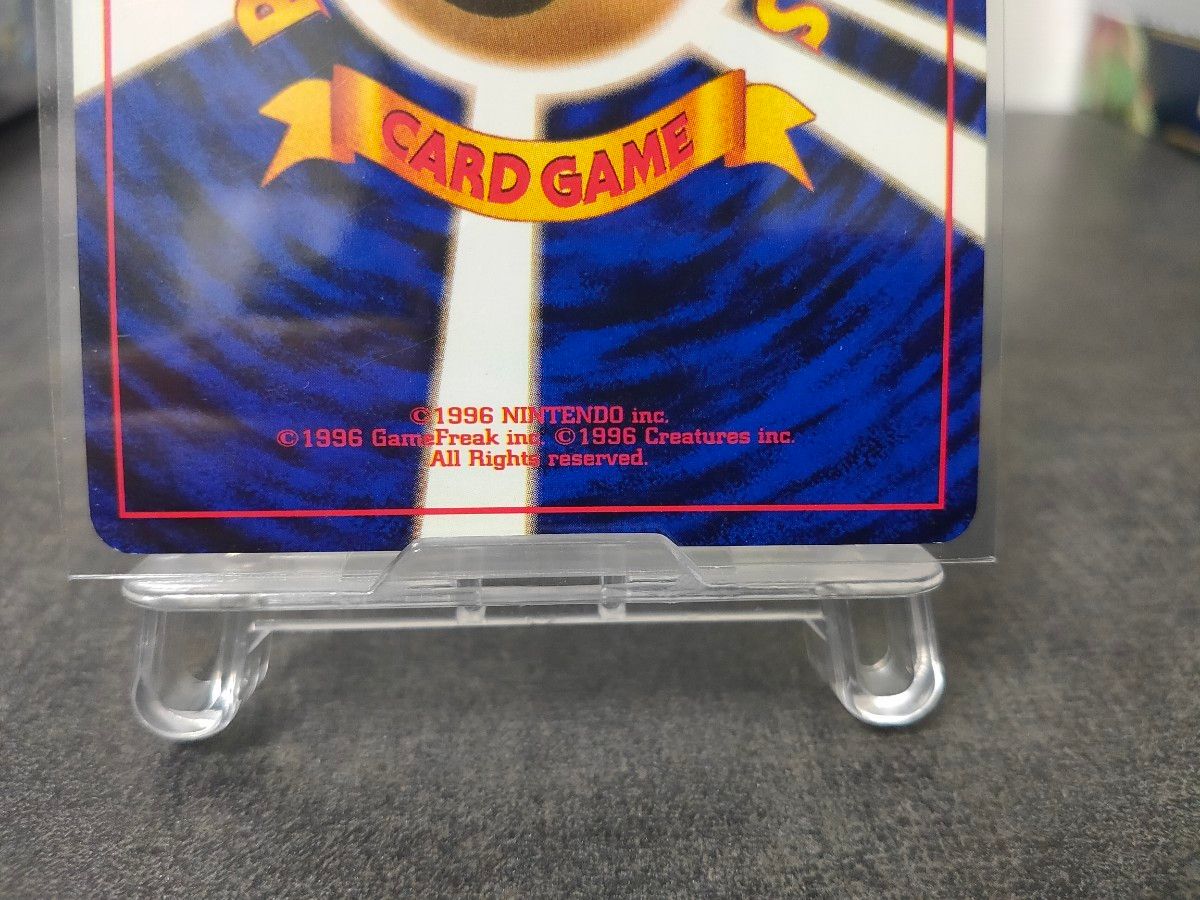 CARD GAME
©1996 NINTENDO inc.
©1996 GameFreak inc. ©1996 Creatures inc.
All Rights reserved.